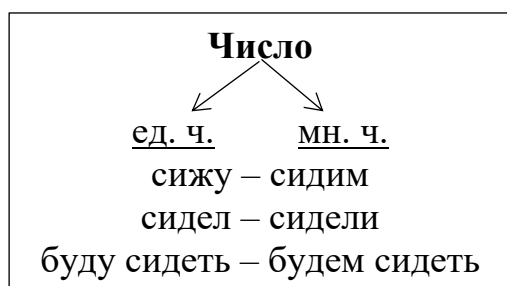 Число
ед. ч. мн. ч.
сижу – сидим
сидел – сидели
буду сидеть – будем сидеть